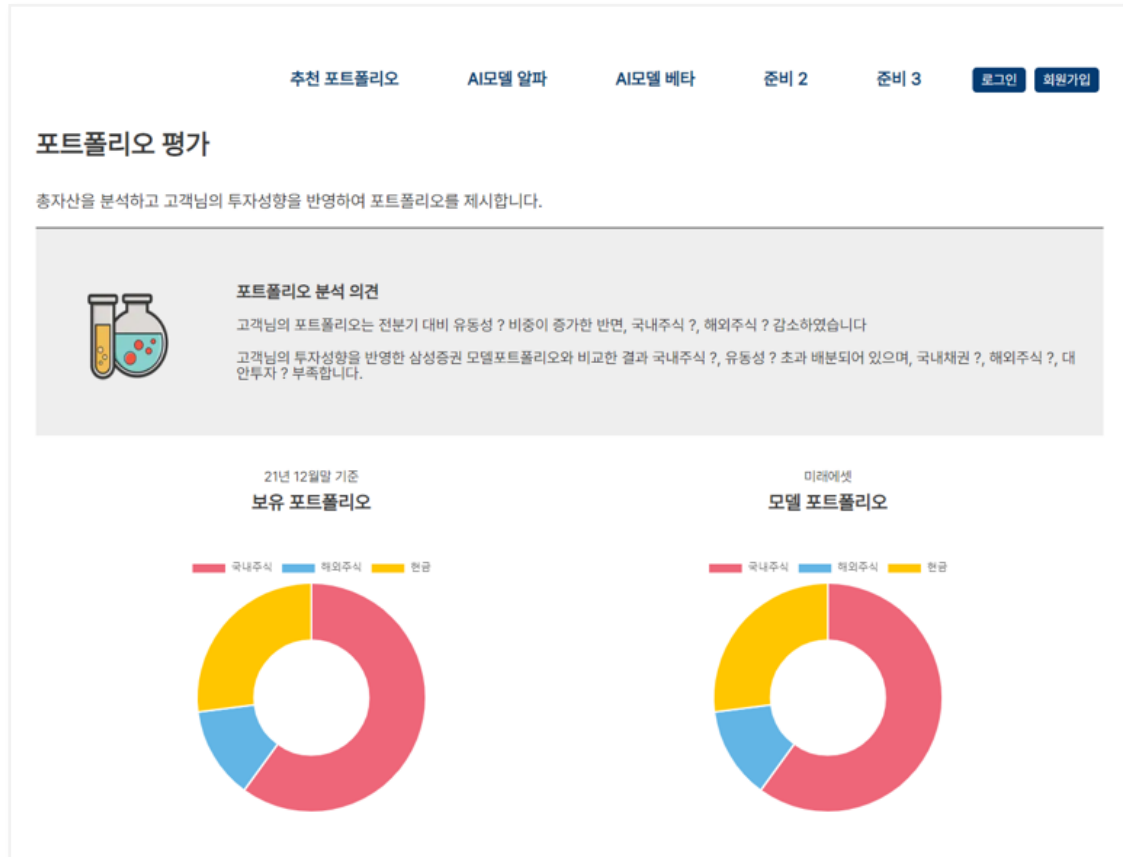 추천 포트폴리오 AI모델 알파 AI모델 베타 준비 2 준비 3 로그인 회원가입
포트폴리오 평가
총자산을 분석하고 고객님의 투자성향을 반영하여 포트폴리오를 제시합니다.
포트폴리오 분석 의견
고객님의 포트폴리오는 전분기 대비 유동성 ? 비중이 증가한 반면, 국내주식 ?, 해외주식 ? 감소하였습니다
고객님의 투자성향을 반영한 삼성증권 모델포트폴리오와 비교한 결과 국내주식 ?, 유동성 ? 초과 배분되어 있으며, 국내채권 ?, 해외주식 ?, 대
안투자 ? 부족합니다.
21년 12월말 기준
보유 포트폴리오
국내주식 해외주식 현금
미래에셋
모델 포트폴리오
국내주식 해외주식 현금